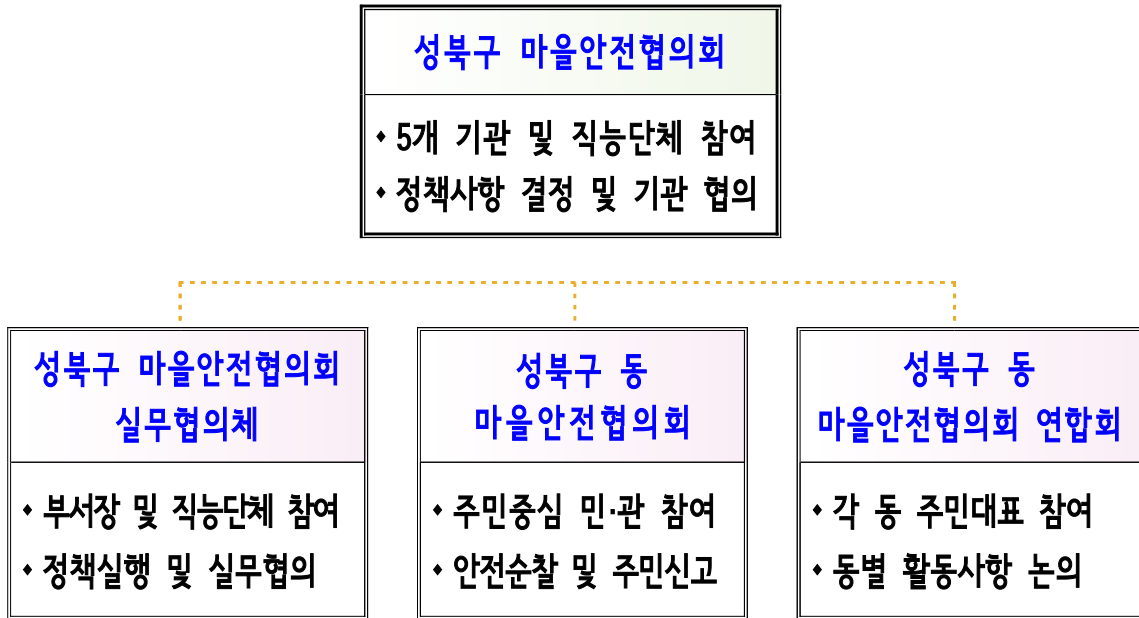 성북구 마을안전협의회
◆ 5개 기관 및 직능단체 참여
◆ 정책사항 결정 및 기관 협의
성북구 마을안전협의회
실무협의체
◆ 부서장 및 직능단체 참여
◆ 정책실행 및 실무협의
성북구 동
마을안전협의회
◆ 주민중심 민·관 참여
◆ 안전순찰 및 주민신고
성북구 동
마을안전협의회 연합회
◆ 각 동 주민대표 참여
◆ 동별 활동사항 논의